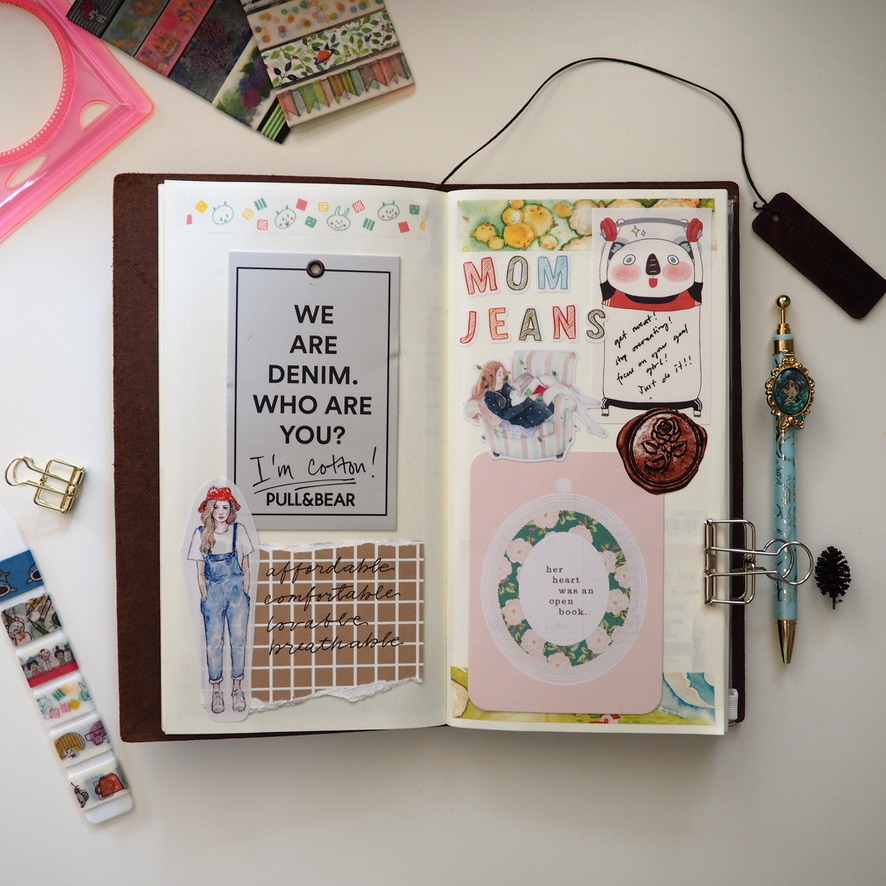 WE
ARE
DENIM.
WHO ARE
YOU?
I'm cotton!
PULL&BEAR
affordable
comfortable
lovable
breathable
MOM
JEANS
get sweat!
stop overeating!
focus on your goal
girl!
Just do it!!
her
heart
was an
open
book.